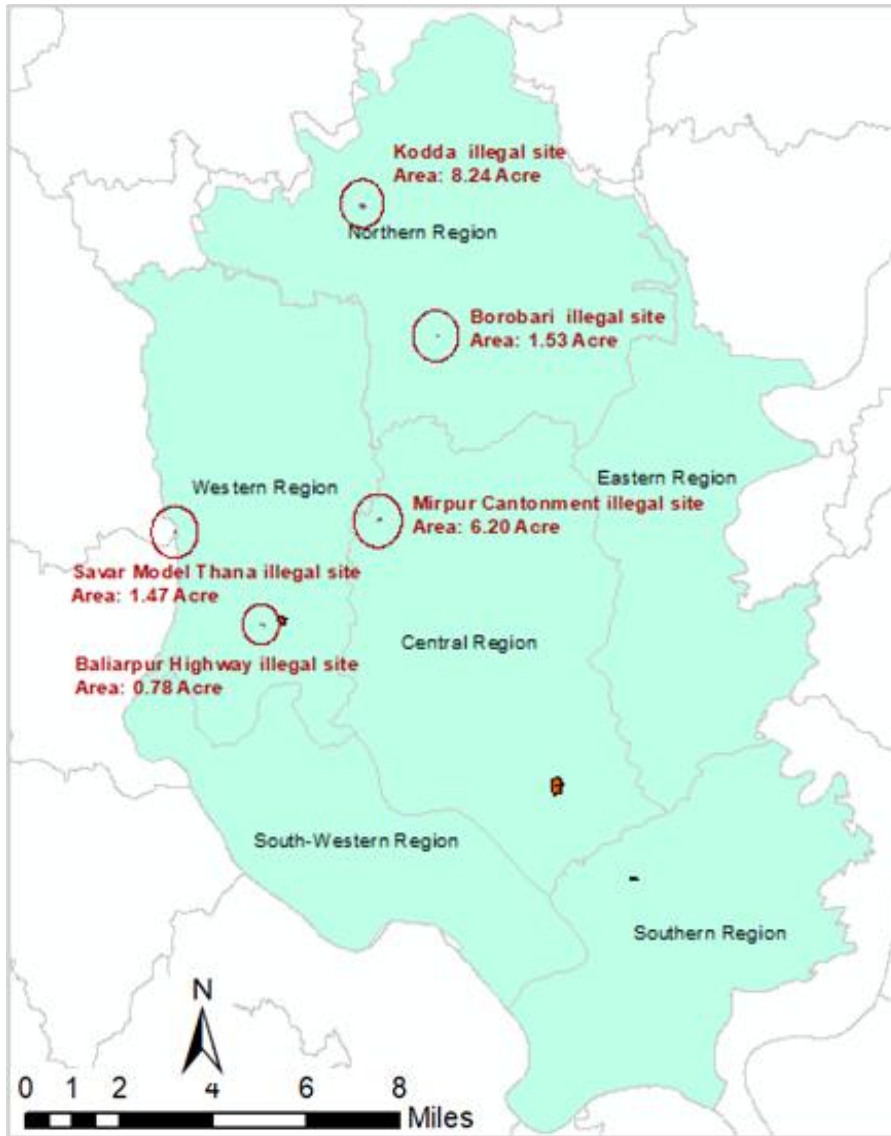 Kodda illegal site
Area: 8.24 Acre
Northern Region
Borobari illegal site
Area: 1.53 Acre
Eastern Region
Western Region
Mirpur Cantonment illegal site
Area: 6.20 Acre
Savar Model Thana illegal site
Area: 1.47 Acre
Central Region
Baliarpur Highway illegal site
Area: 0.78 Acre
South-Western Region
Southern Region
N
0 1 2 4 6 8
Miles